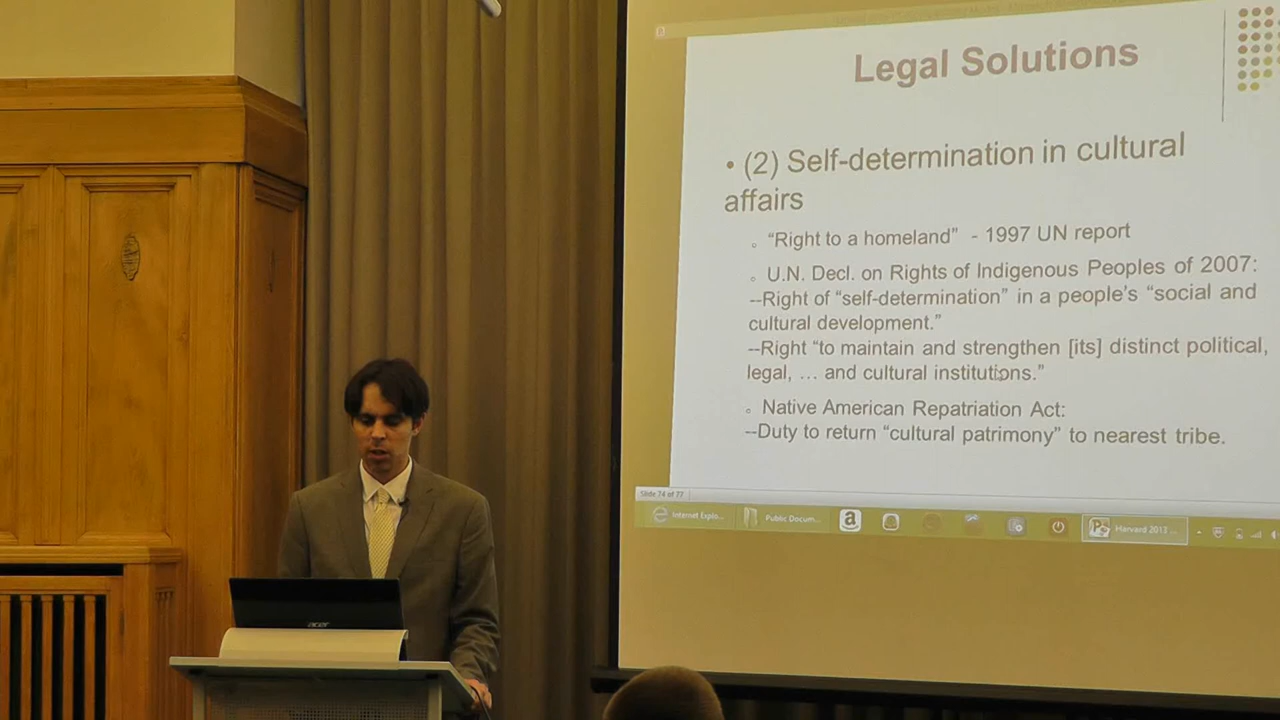 Legal Solutions
• (2) Self-determination in cultural
affairs
“Right to a homeland” - 1997 UN report
U.N. Decl. on Rights of Indigenous Peoples of 2007:
--Right of “self-determination” in a people’s “social and
cultural development.”
--Right “to maintain and strengthen [its] distinct political,
legal, … and cultural institutions.”
Native American Repatriation Act:
--Duty to return “cultural patrimony” to nearest tribe.
Slide 74 of 77
Internet Explo... Public Docum... a Harvard 2013 ...
acer